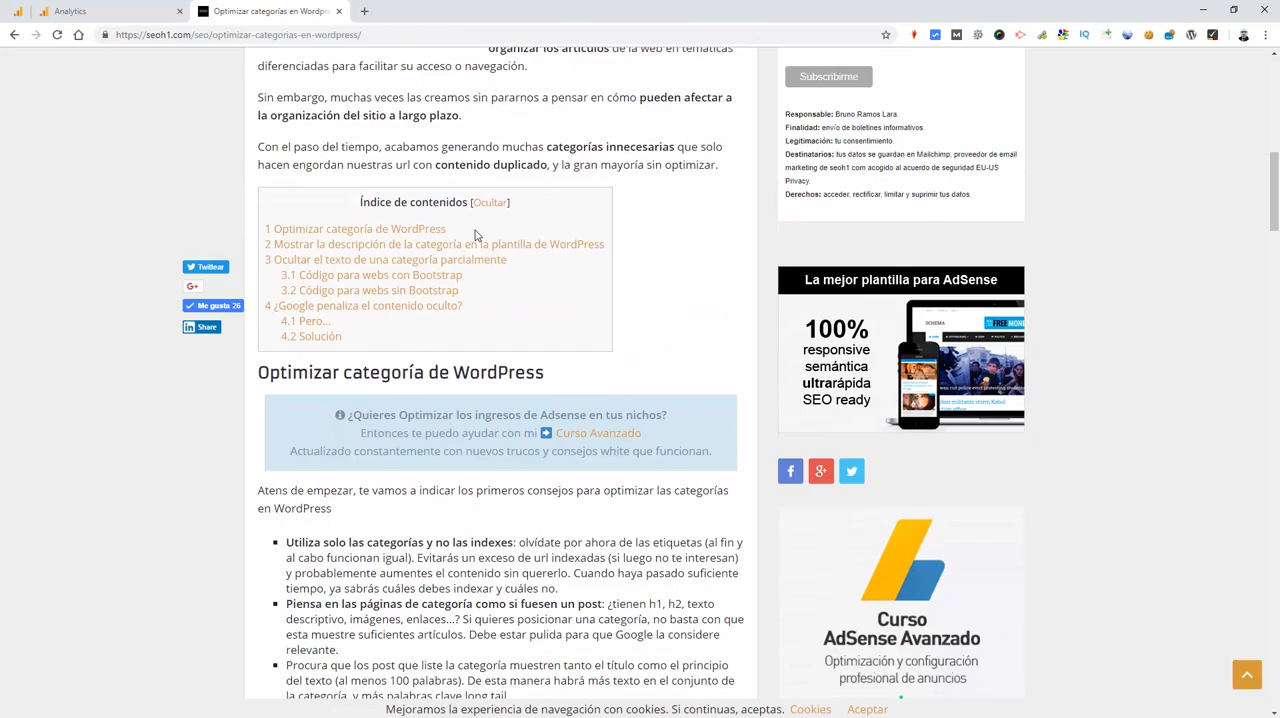 Analytics
Optimizar categorías en Wordpre
https://seoh1.com/seo/optimizar-categorias-en-wordpress/
organizar los artículos de la web en temáticas
diferenciadas para facilitar su acceso o navegación.
Sin embargo, muchas veces las creamos sin pararnos a pensar en cómo pueden afectar a
la organización del sitio a largo plazo.
Con el paso del tiempo, acabamos generando muchas categorías innecesarias que solo
hacen engordan nuestras url con contenido duplicado, y la gran mayoría sin optimizar.
Índice de contenidos [Ocultar]
1 Optimizar categoría de WordPress
2 Mostrar la descripción de la categoría en la plantilla de WordPress
3 Ocultar el texto de una categoría parcialmente
3.1 Código para webs con Bootstrap
3.2 Código para webs sin Bootstrap
4 ¿Google penaliza el contenido oculto?
4.1 Pero...
4.2 Solución
Twittear
G+
Me gusta 26
in Share
Optimizar categoría de WordPress
¿Quieres Optimizar los ingresos de Adsense en tus nichos?
Entonces te puedo ayudar con mi Curso Avanzado
Actualizado constantemente con nuevos trucos y consejos white que funcionan.
Atens de empezar, te vamos a indicar los primeros consejos para optimizar las categorías
en WordPress
Utiliza solo las categorías y no las indexes: olvídate por ahora de las etiquetas (al fin y
al cabo funcionan igual). Evitarás un exceso de url indexadas (si luego no te interesan)
y probablemente aumentes el contenido sin quererlo. Cuando haya pasado suficiente
tiempo, ya sabrás cuáles debes indexar y cuáles no.
Piensa en las páginas de categoría como si fuesen un post: ¿tienen h1, h2, texto
descriptivo, imágenes, enlaces...? Si quieres posicionar una categoría, no basta con que
esta muestre suficientes artículos. Debe estar pulida para que Google la considere
relevante.
Procura que los post que liste la categoría muestren tanto el título como el principio
del texto (al menos 100 palabras). De esta manera habrá más texto en el conjunto de
la categoría, y más palabras clave long tail.
Subscribirme
Responsable: Bruno Ramos Lara.
Finalidad: envío de boletines informativos.
Legitimación: tu consentimiento.
Destinatarios: tus datos se guardan en Mailchimp, proveedor de email
marketing de seoh1.com acogido al acuerdo de seguridad EU-US
Privacy.
Derechos: acceder, rectificar, limitar y suprimir tus datos.
La mejor plantilla para AdSense
100%
responsive
semántica
ultrarápida
SEO ready
SCHEMA
Curso
AdSense Avanzado
Optimización y configuración
profesional de anuncios
Mejoramos la experiencia de navegación con cookies. Si continuas, aceptas. Cookies Aceptar